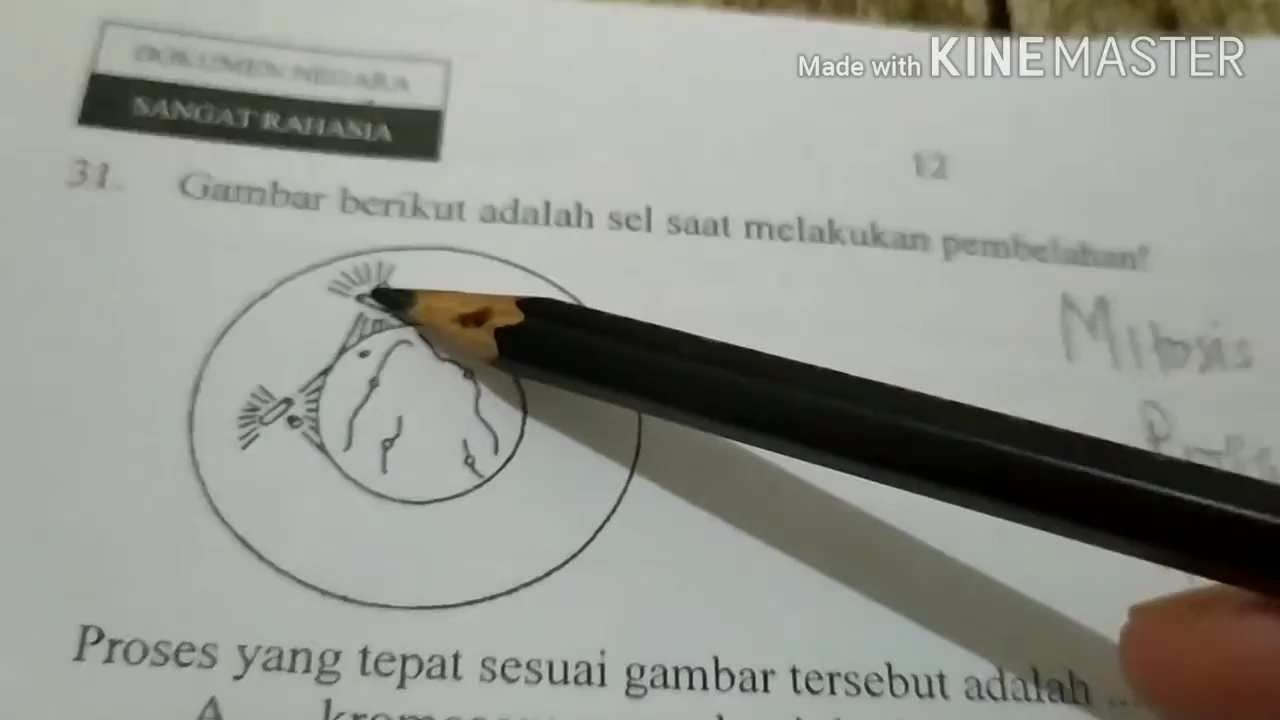 Made with KINEMASTER
DOKUMEN NEGARA
SANGAT RAHASIA
12
31. Gambar berikut adalah sel saat melakukan pembelahan!
Mitosis
Proses yang tepat sesuai gambar tersebut adalah ...
A